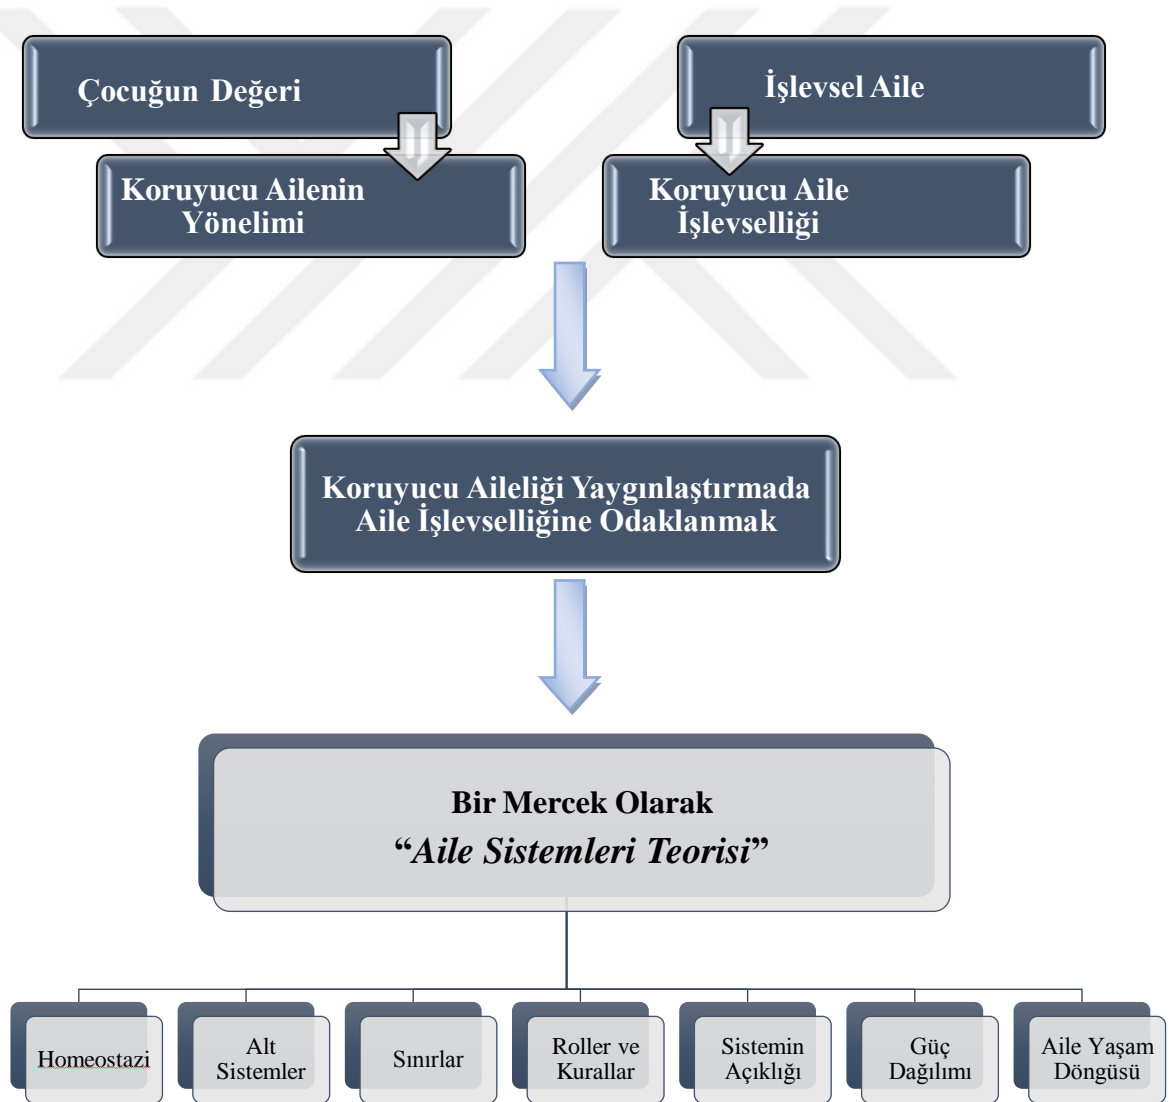 Çocuğun Değeri
İşlevsel Aile
Koruyucu Ailenin
Yönelimi
Koruyucu Aile
İşlevselliği
Koruyucu Aileliği Yaygınlaştırmada
Aile İşlevselliğine Odaklanmak
Bir Mercek Olarak
“Aile Sistemleri Teorisi”
Homeostazi
Alt
Sistemler
Sınırlar
Roller ve
Kurallar
Sistemin
Açıklığı
Güç
Dağılımı
Aile Yaşam
Döngüsü